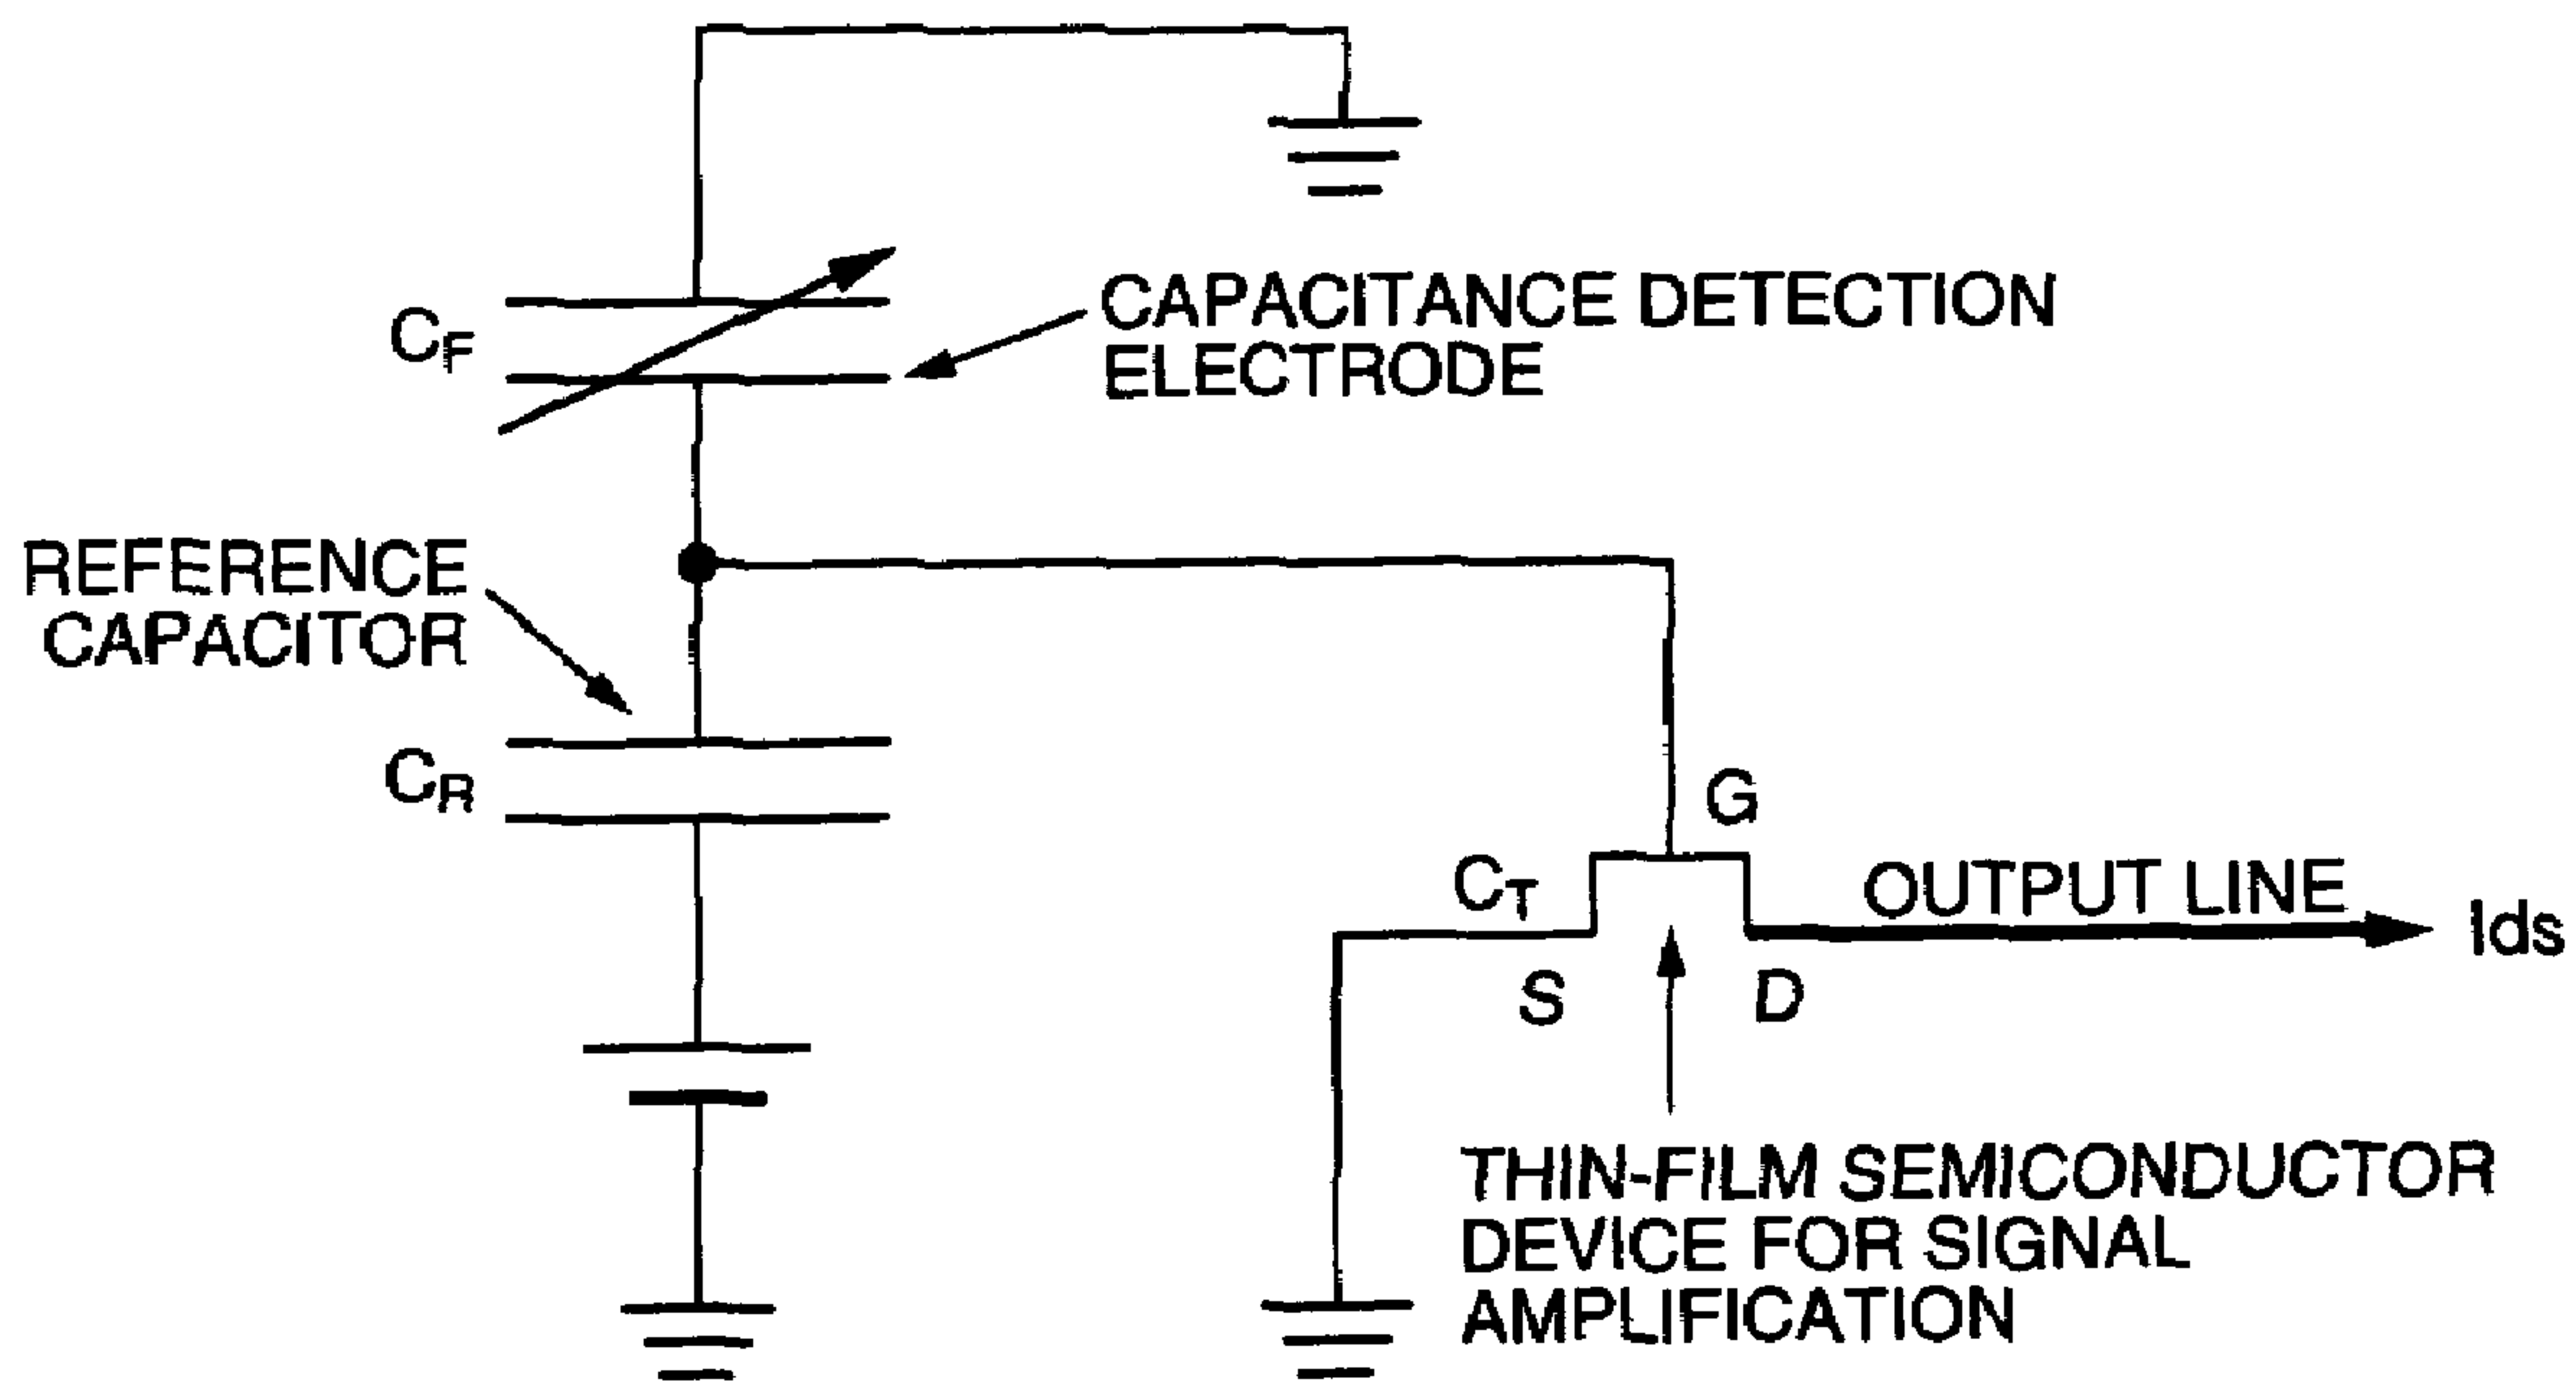 CAPACITANCE DETECTION
ELECTRODE
CF
REFERENCE
CAPACITOR
CR
G
CT
OUTPUT LINE
Ids
S
D
THIN-FILM SEMICONDUCTOR
DEVICE FOR SIGNAL
AMPLIFICATION